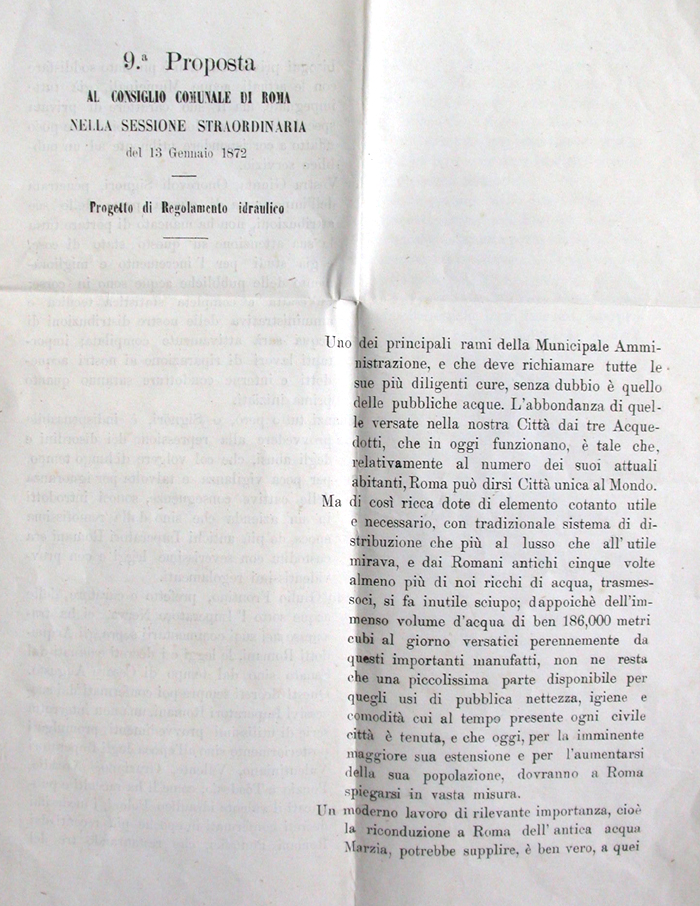 9.ª Proposta
AL CONSIGLIO COMUNALE DI ROMA
NELLA SESSIONE STRAORDINARIA
del 13 Gennaio 1872
Progetto di Regolamento idraulico
Uno dei principali rami della Municipale Ammi-
nistrazione, e che deve richiamare tutte le
sue più diligenti cure, senza dubbio è quello
delle pubbliche acque. L'abbondanza di quel-
le versate nella nostra Città dai tre Acque-
dotti, che in oggi funzionano, è tale che,
relativamente al numero dei suoi attuali
abitanti, Roma può dirsi Città unica al Mondo.
Ma di così ricca dote di elemento cotanto utile
e necessario, con tradizionale sistema di di-
stribuzione che più al lusso che all'utile
mirava, e dai Romani antichi cinque volte
almeno più di noi ricchi di acqua, trasmes-
soci, si fa inutile sciupo; dappoichè dell'im-
menso volume d'acqua di ben 186,000 metri
cubi al giorno versatici perennemente da
questi importanti manufatti, non ne resta
che una piccolissima parte disponibile per
quegli usi di pubblica nettezza, igiene e
comodità cui al tempo presente ogni civile
città è tenuta, e che oggi, per la imminente
maggiore sua estensione e per l'aumentarsi
della sua popolazione, dovranno a Roma
spiegarsi in vasta misura.
Un moderno lavoro di rilevante importanza, cioè
la riconduzione a Roma dell'antica acqua
Marzia, potrebbe supplire, è ben vero, a quei